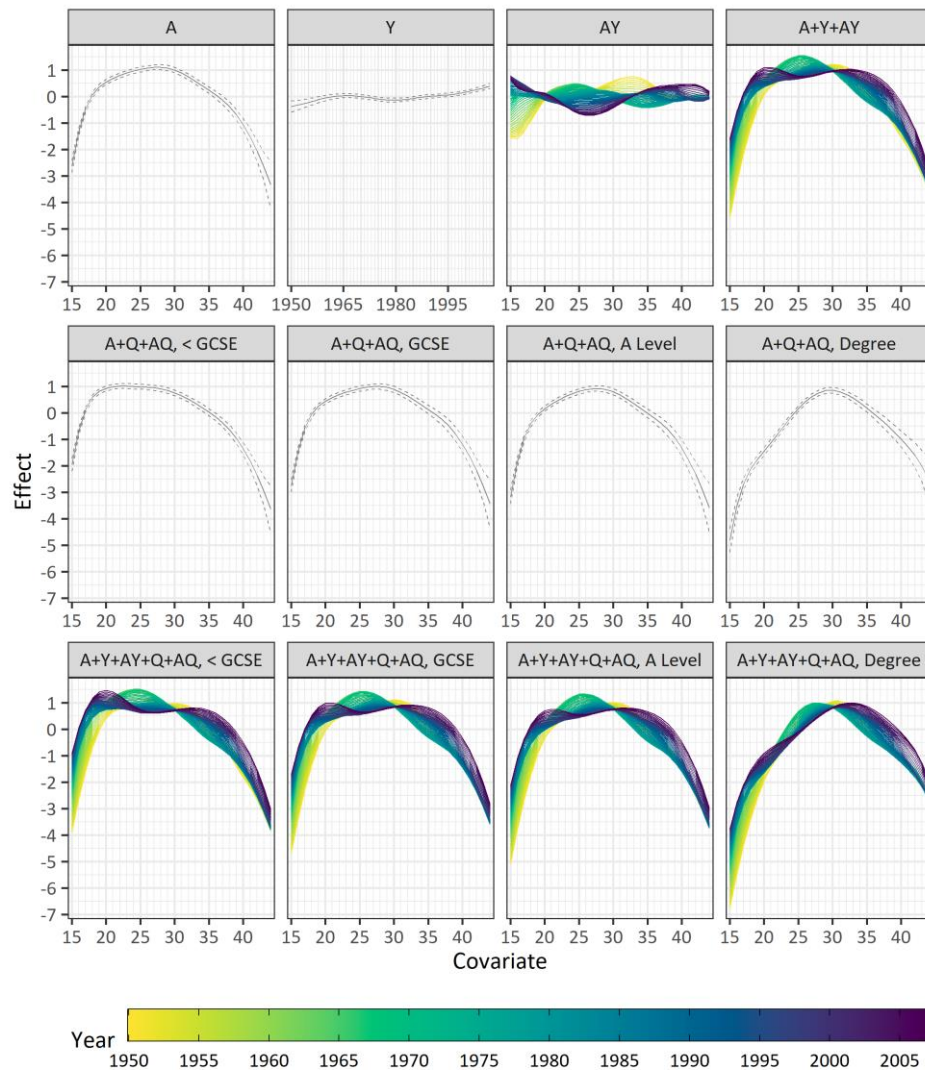 A Y AY A+Y+AY
1
0
-1
-2
-3
-4
-5
-6
-7
15 20 25 30 35 40 1950 1965 1980 1995 15 20 25 30 35 40 15 20 25 30 35 40
A+Q+AQ, < GCSE A+Q+AQ, GCSE A+Q+AQ, A Level A+Q+AQ, Degree
1
0
-1
-2
-3
-4
-5
-6
-7
Effect
15 20 25 30 35 40 15 20 25 30 35 40 15 20 25 30 35 40 15 20 25 30 35 40
A+Y+AY+Q+AQ, < GCSE A+Y+AY+Q+AQ, GCSE A+Y+AY+Q+AQ, A Level A+Y+AY+Q+AQ, Degree
1
0
-1
-2
-3
-4
-5
-6
-7
15 20 25 30 35 40 15 20 25 30 35 40 15 20 25 30 35 40 15 20 25 30 35 40
Covariate
Year
1950 1955 1960 1965 1970 1975 1980 1985 1990 1995 2000 2005